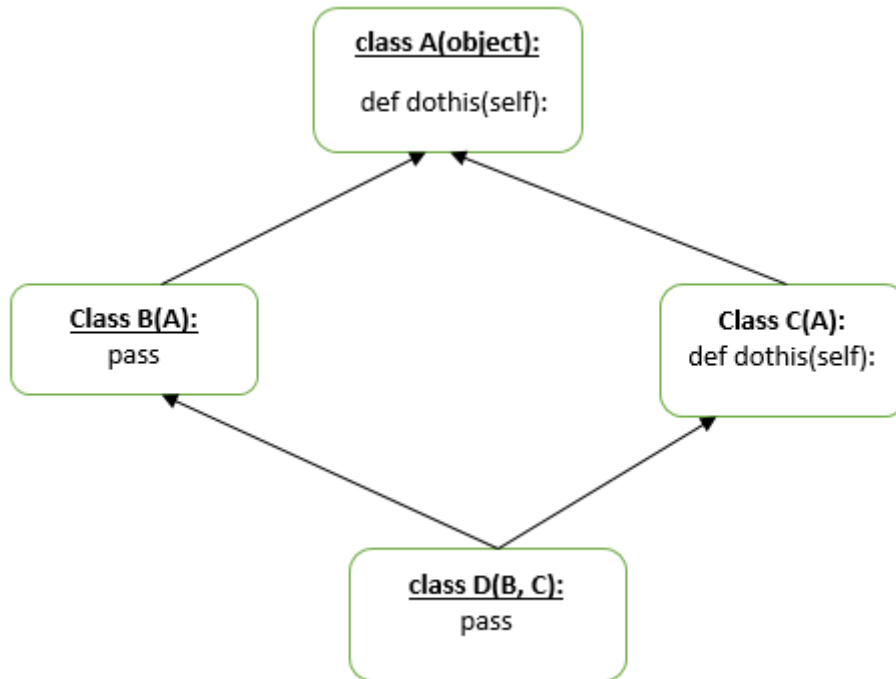 class A(object):
def dothis(self):
Class B(A):
pass
Class C(A):
def dothis(self):
class D(B, C):
pass